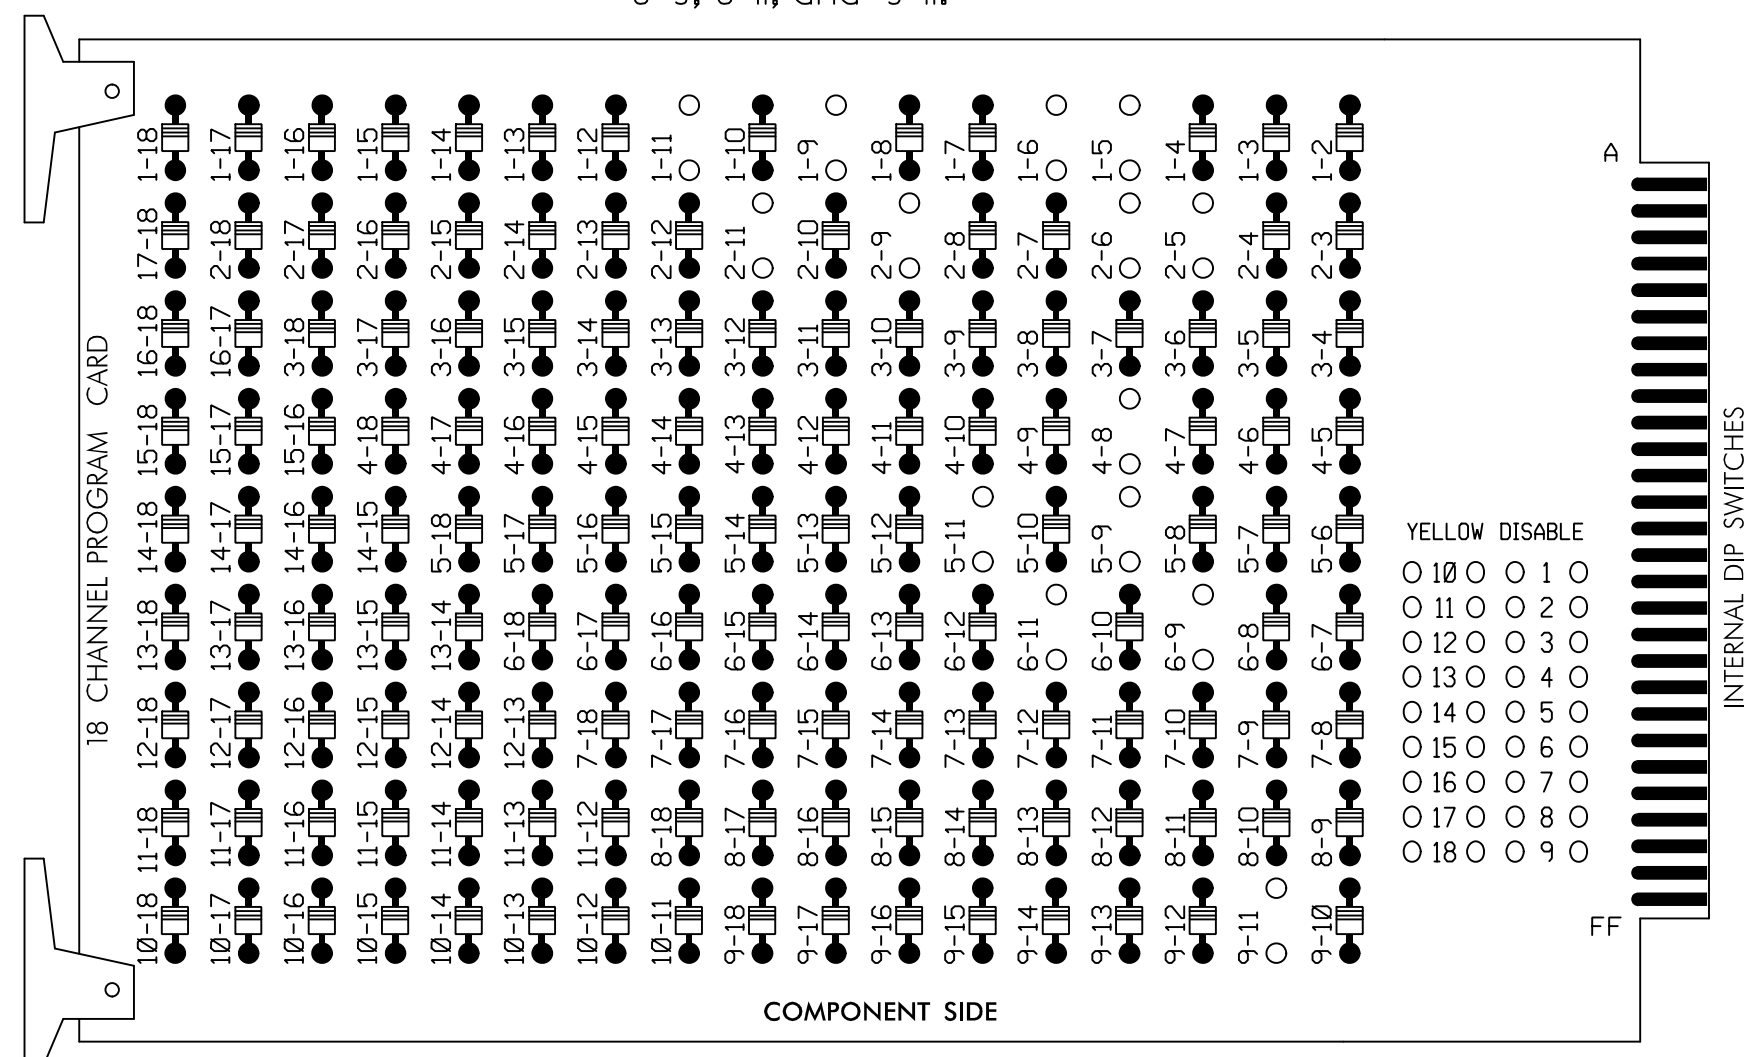 1-18 1-17 1-16 1-15 1-14 1-13 1-12 1-11 1-10 1-9 1-8 1-7 1-6 1-5 1-4 1-3 1-2
A
17-18 2-18 2-17 2-16 2-15 2-14 2-13 2-12 2-11 2-10 2-9 2-8 2-7 2-6 2-5 2-4 2-3
16-18 16-17 3-18 3-17 3-16 3-15 3-14 3-13 3-12 3-11 3-10 3-9 3-8 3-7 3-6 3-5 3-4
15-18 15-17 15-16 4-18 4-17 4-16 4-15 4-14 4-13 4-12 4-11 4-10 4-9 4-8 4-7 4-6 4-5
14-18 14-17 14-16 14-15 5-18 5-17 5-16 5-15 5-14 5-13 5-12 5-11 5-10 5-9 5-8 5-7 5-6
13-18 13-17 13-16 13-15 13-14 6-18 6-17 6-16 6-15 6-14 6-13 6-12 6-11 6-10 6-9 6-8 6-7
12-18 12-17 12-16 12-15 12-14 12-13 7-18 7-17 7-16 7-15 7-14 7-13 7-12 7-11 7-10 7-9 7-8
11-18 11-17 11-16 11-15 11-14 11-13 11-12 8-18 8-17 8-16 8-15 8-14 8-13 8-12 8-11 8-10 8-9
10-18 10-17 10-16 10-15 10-14 10-13 10-12 10-11 9-18 9-17 9-16 9-15 9-14 9-13 9-12 9-11 9-10
18 CHANNEL PROGRAM CARD
YELLOW DISABLE
10 1
11 2
12 3
13 4
14 5
15 6
16 7
17 8
18 9
FF
INTERNAL DIP SWITCHES
COMPONENT SIDE